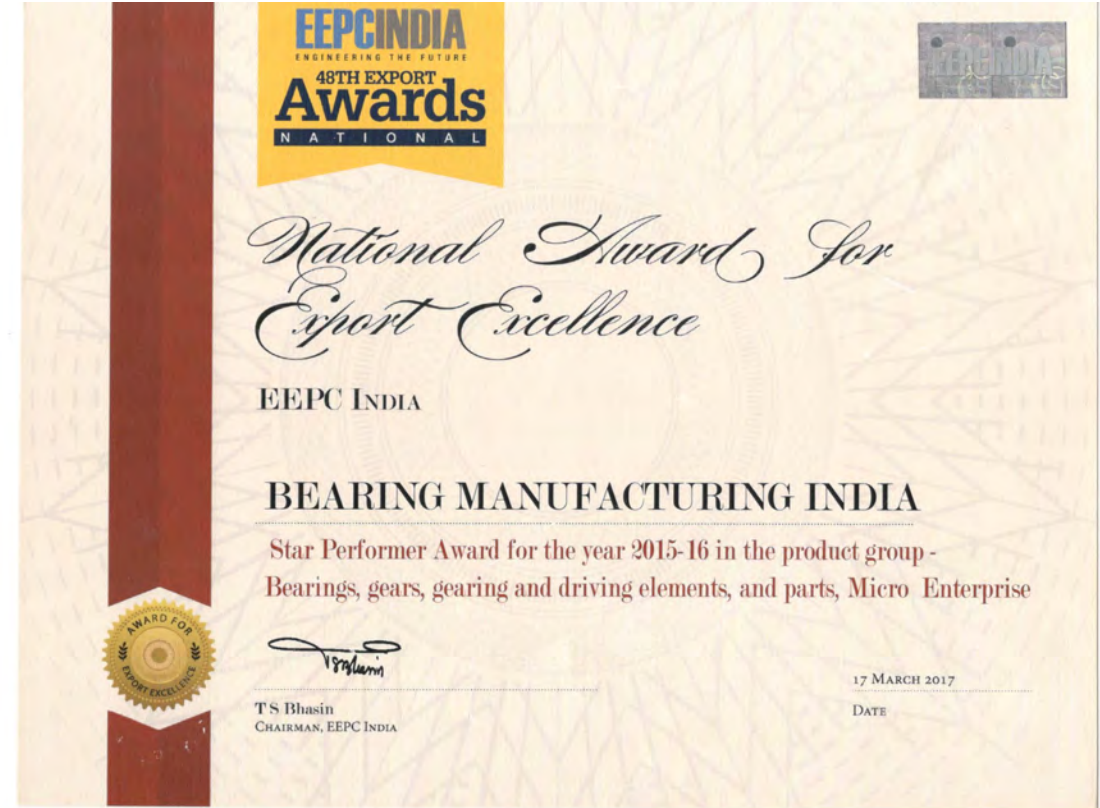 EEPCINDIA
ENGINEERING THE FUTURE
48TH EXPORT
Awards
NATIONAL
EEPCINDIA
National Award for
Export Excellence
EEPC INDIA
BEARING MANUFACTURING INDIA
Star Performer Award for the year 2015-16 in the product group -
Bearings, gears, gearing and driving elements, and parts, Micro Enterprise
AWARD FOR
EXPORT EXCELLENCE
T S Bhasin
CHAIRMAN, EEPC INDIA
17 MARCH 2017
DATE